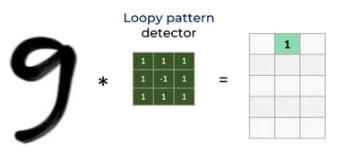 Loopy pattern
detector
9 * =
1 1 1
1 -1 1
1 1 1
1